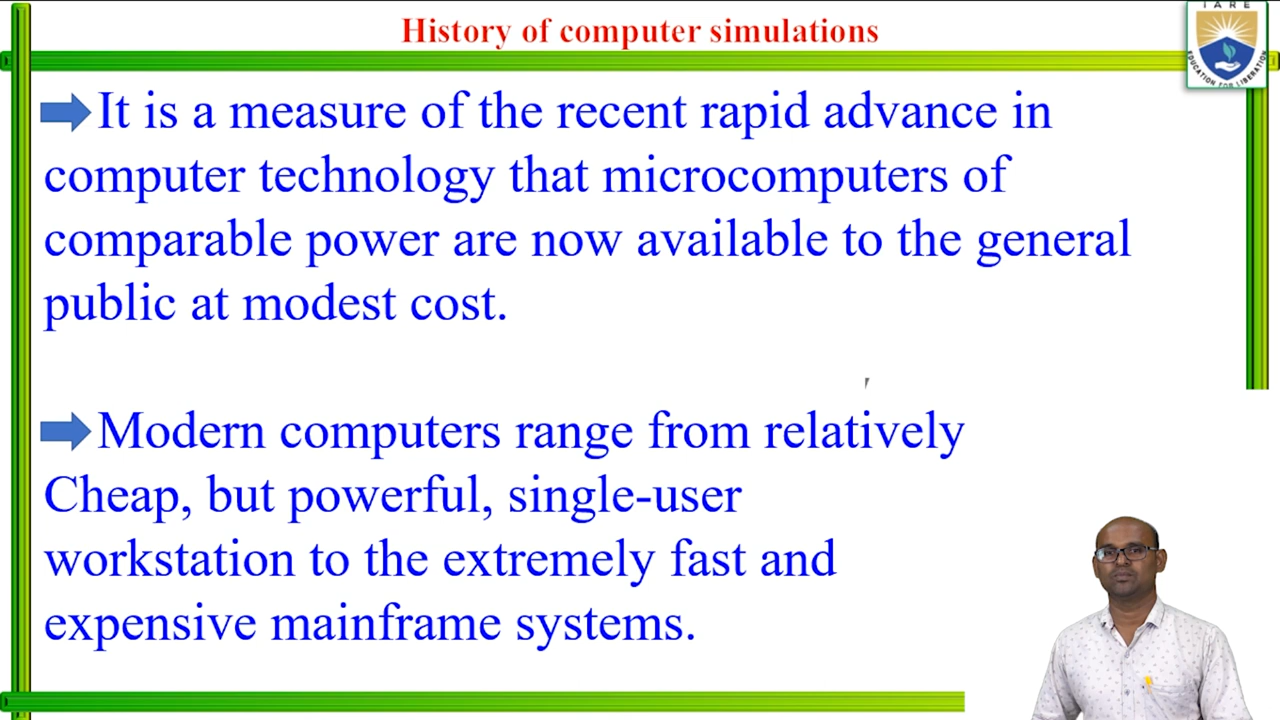 History of computer simulations
IARE
EDUCATION FOR LIBERATION
It is a measure of the recent rapid advance in
computer technology that microcomputers of
comparable power are now available to the general
public at modest cost.
Modern computers range from relatively
Cheap, but powerful, single-user
workstation to the extremely fast and
expensive mainframe systems.